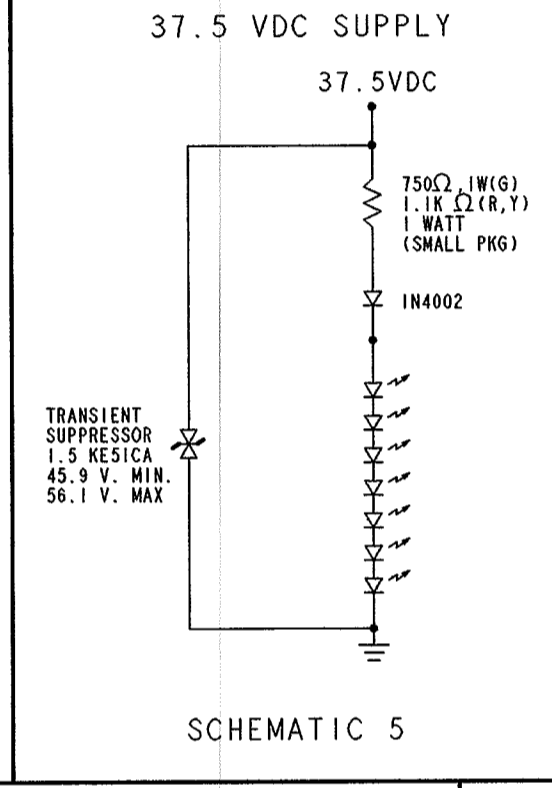 37.5 VDC SUPPLY
37.5VDC
750Ω,1W(G)
1.1K Ω(R,Y)
1 WATT
(SMALL PKG)
IN4002
TRANSIENT
SUPPRESSOR
1.5 KE51CA
45.9 V. MIN.
56.1 V. MAX
SCHEMATIC 5